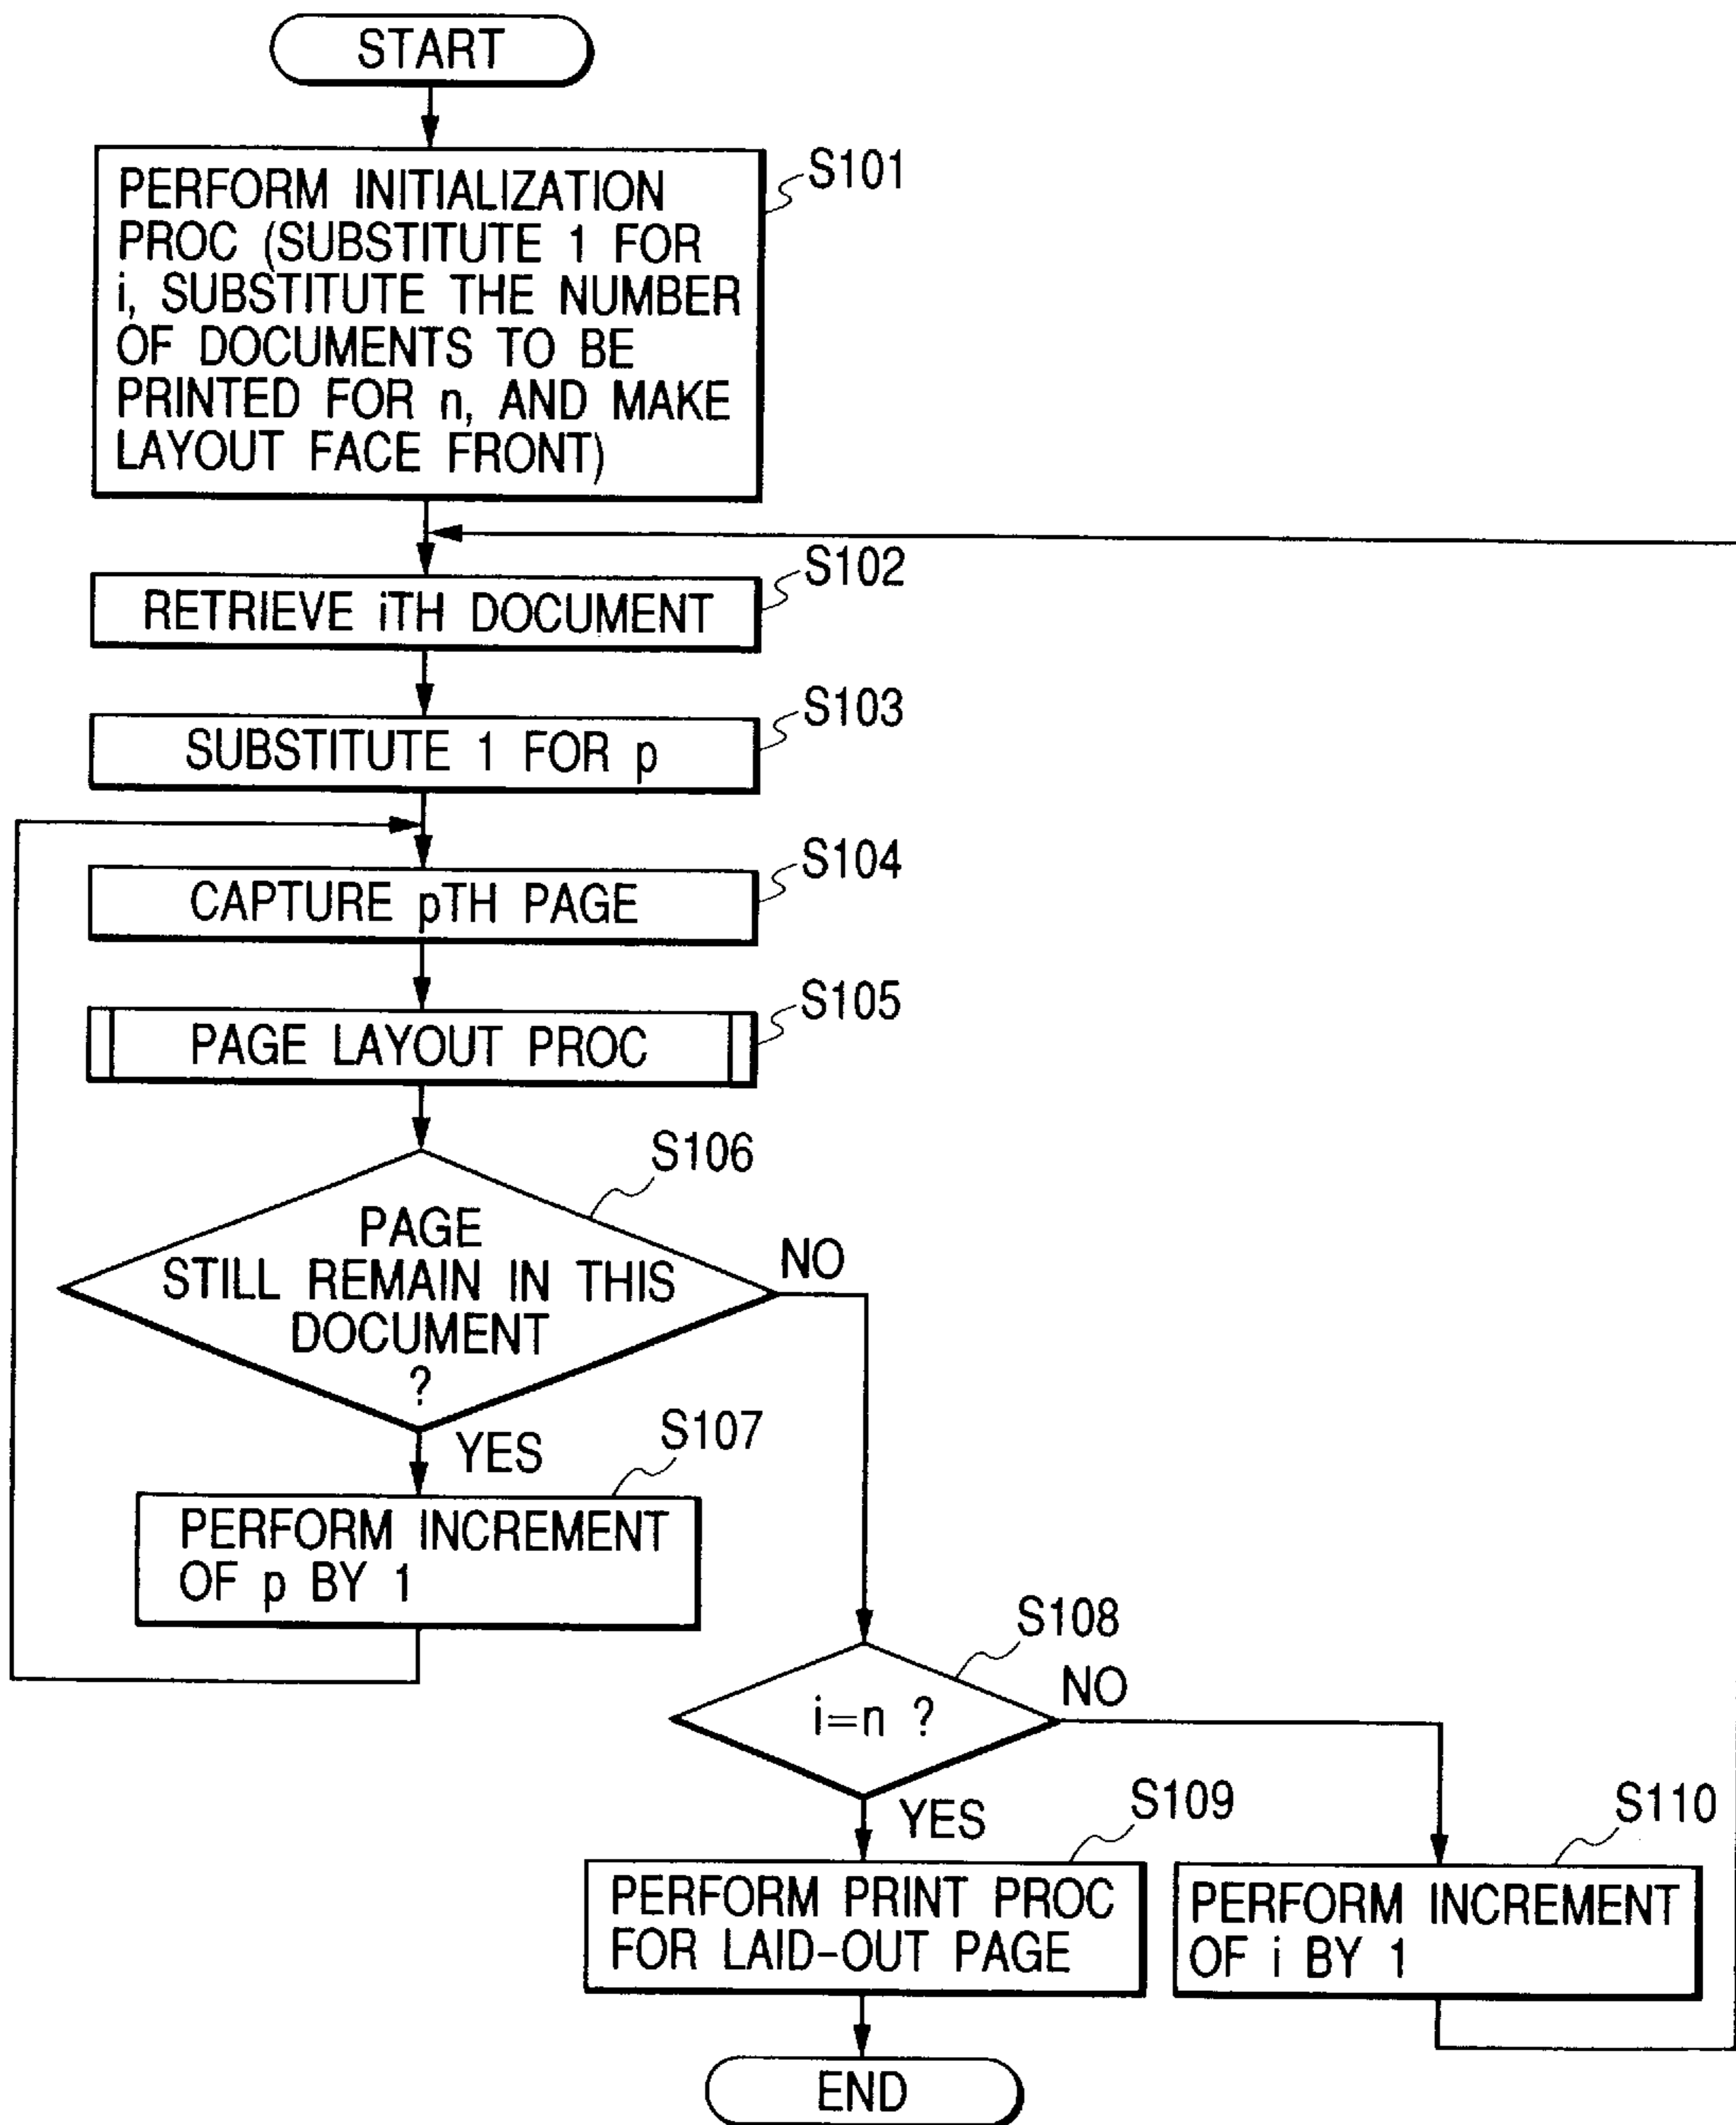 START
S101
PERFORM INITIALIZATION
PROC (SUBSTITUTE 1 FOR
i, SUBSTITUTE THE NUMBER
OF DOCUMENTS TO BE
PRINTED FOR n, AND MAKE
LAYOUT FACE FRONT)
S102
RETRIEVE iTH DOCUMENT
S103
SUBSTITUTE 1 FOR p
S104
CAPTURE pTH PAGE
S105
PAGE LAYOUT PROC
S106
PAGE
STILL REMAIN IN THIS
DOCUMENT
?
NO
YES
S107
PERFORM INCREMENT
OF p BY 1
S108
i=n ?
NO
YES
S109
PERFORM PRINT PROC
FOR LAID-OUT PAGE
S110
PERFORM INCREMENT
OF i BY 1
END